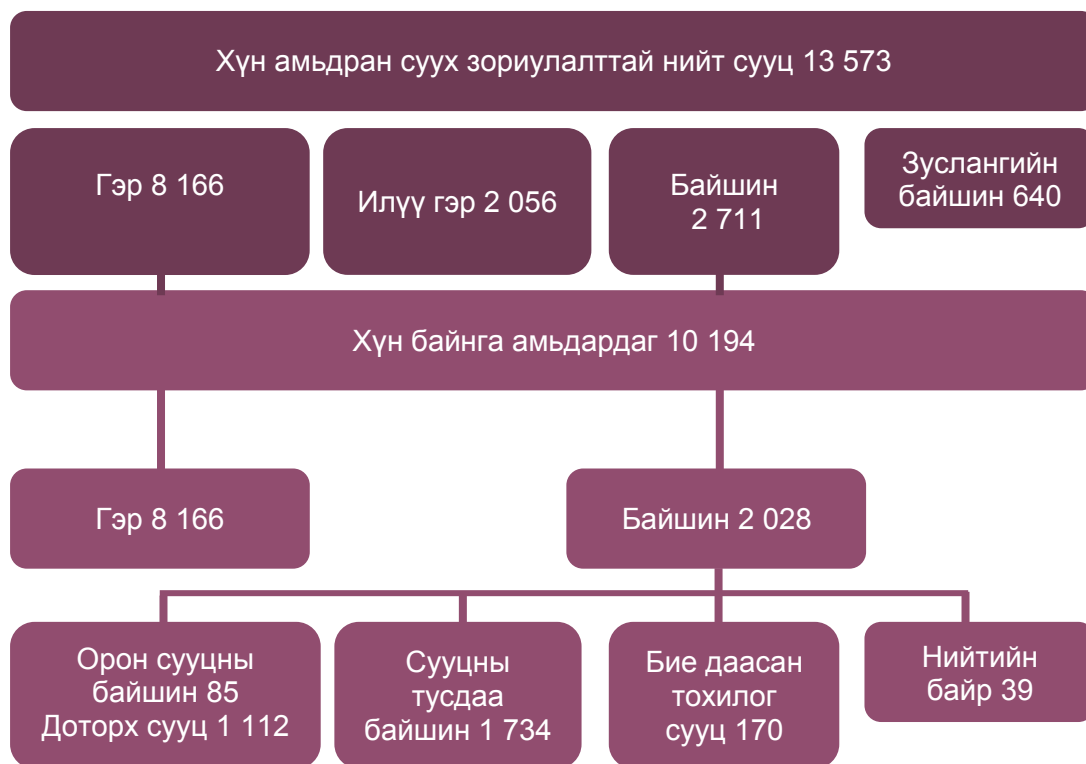 Хүн амьдран суух зориулалттай нийт сууц 13 573
Гэр 8 166
Илүү гэр 2 056
Байшин
2 711
Зуслангийн
байшин 640
Хүн байнга амьдардаг 10 194
Гэр 8 166
Байшин 2 028
Орон сууцны
байшин 85
Доторх сууц 1 112
Сууцны
тусдаа
байшин 1 734
Бие даасан
тохилог
сууц 170
Нийтийн
байр 39